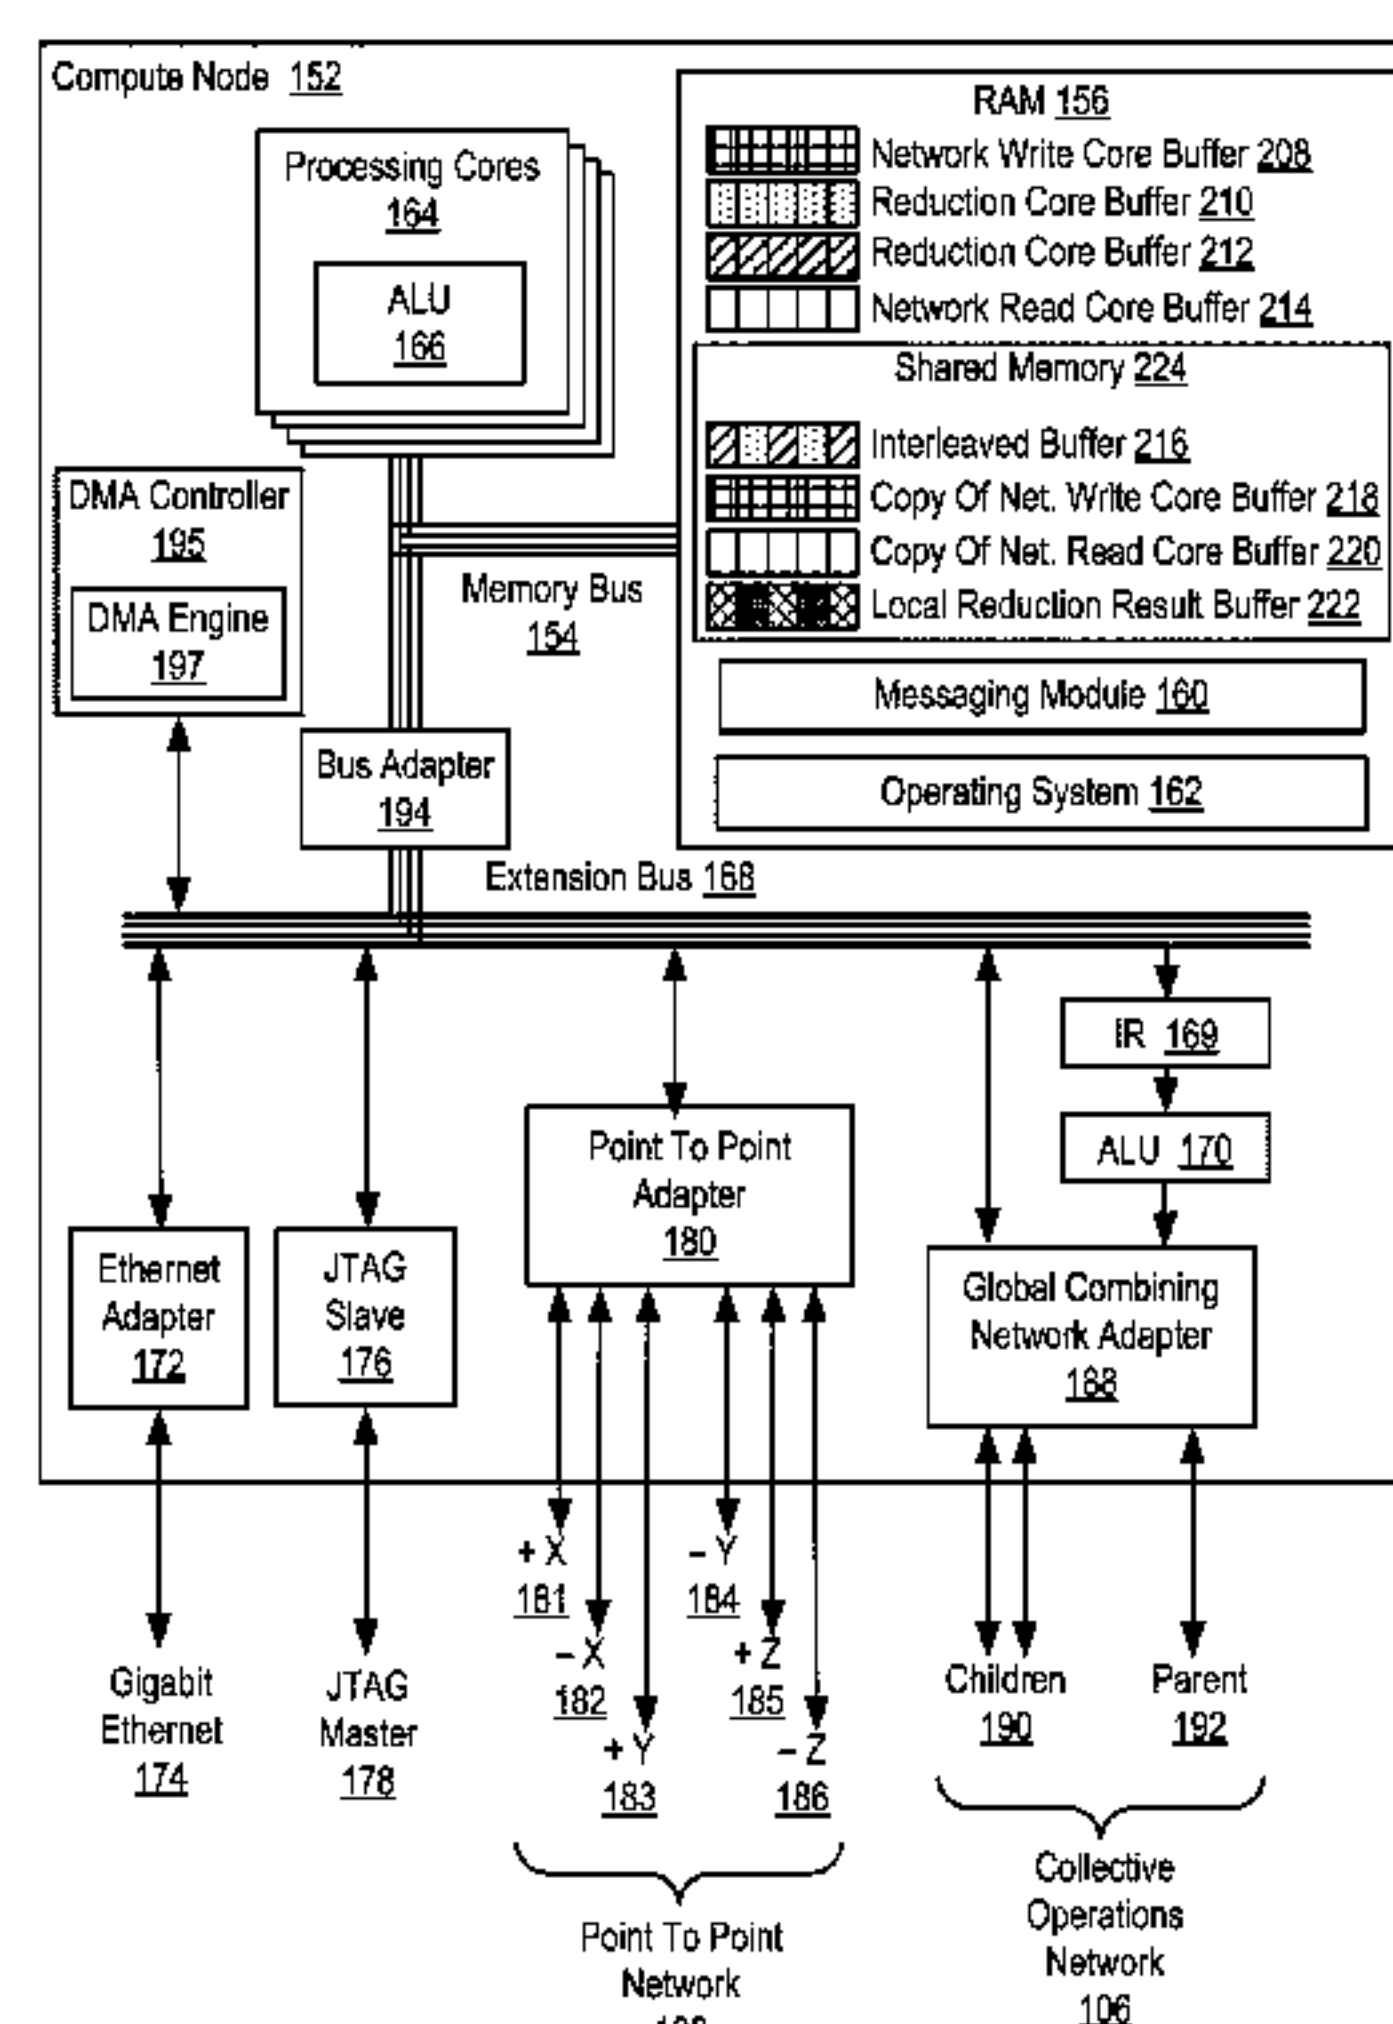 Compute Node 152
Processing Cores
164
ALU
166
RAM 156
Network Write Core Buffer 208
Reduction Core Buffer 210
Reduction Core Buffer 212
Network Read Core Buffer 214
Shared Memory 224
Interleaved Buffer 216
Copy Of Net. Write Core Buffer 218
Copy Of Net. Read Core Buffer 220
Local Reduction Result Buffer 222
Messaging Module 160
Operating System 162
DMA Controller
195
DMA Engine
197
Memory Bus
154
Bus Adapter
194
Extension Bus 168
IR 169
ALU 170
Point To Point
Adapter
180
Ethernet
Adapter
172
JTAG
Slave
176
Global Combining
Network Adapter
188
+ X
181
- X
182
+ Y
183
- Y
184
+ Z
185
- Z
186
Gigabit
Ethernet
174
JTAG
Master
178
Children
190
Parent
192
Point To Point
Network
Collective
Operations
Network
106